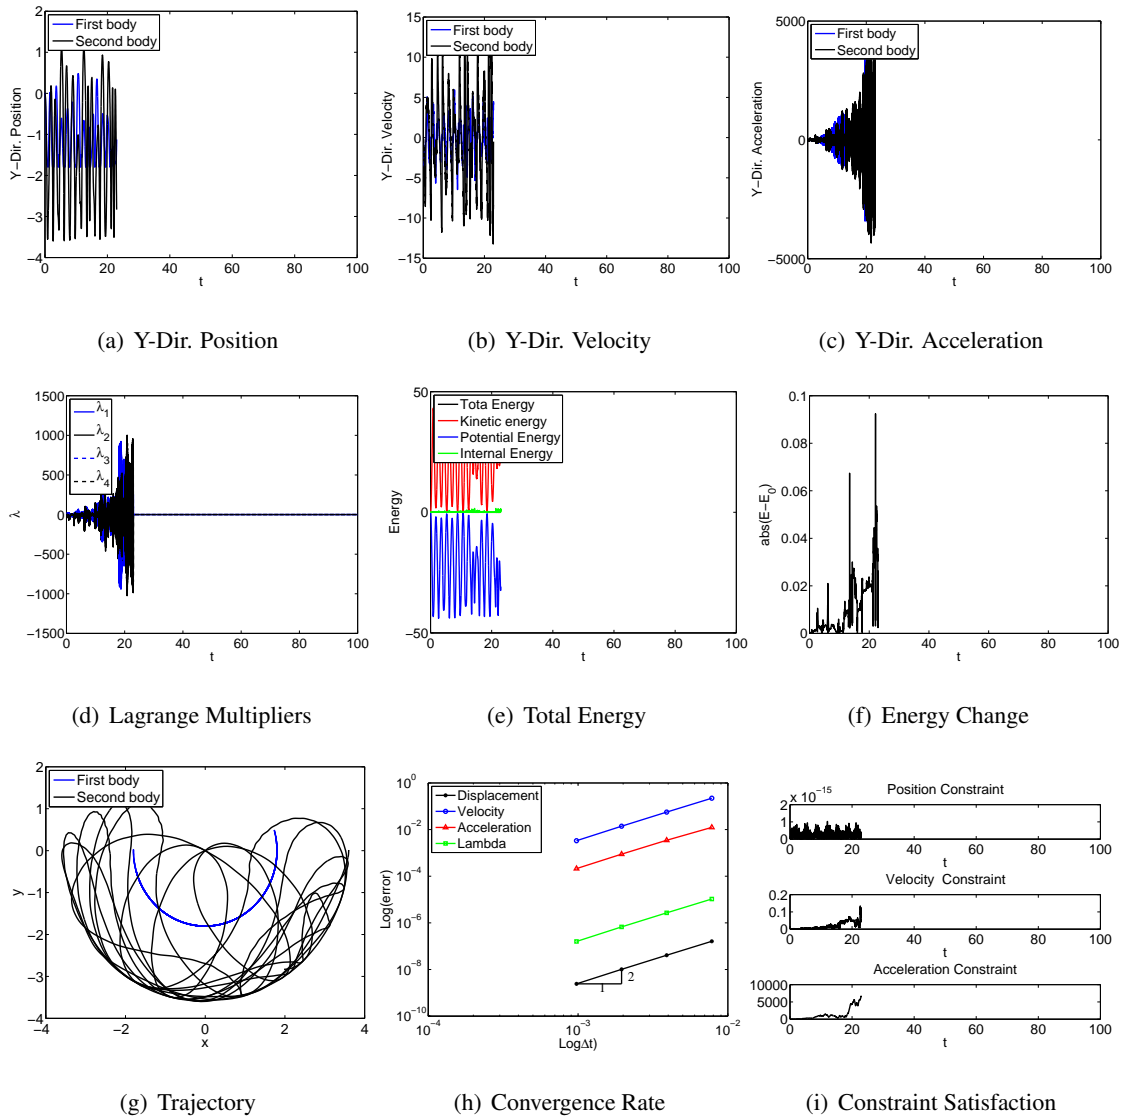 2
1
0
−1
−2
−3
−4
0 20 40 60 80 100
t
Y−Dir. Position
First body
Second body
(a) Y-Dir. Position
15
10
5
0
−5
−10
−15
0 20 40 60 80 100
t
Y−Dir. Velocity
First body
Second body
(b) Y-Dir. Velocity
5000
0
−5000
0 20 40 60 80 100
t
Y−Dir. Acceleration
First body
Second body
(c) Y-Dir. Acceleration
1500
1000
500
0
−500
−1000
−1500
0 20 40 60 80 100
t
λ
λ1
λ2
λ3
λ4
(d) Lagrange Multipliers
50
0
−50
0 20 40 60 80 100
t
Energy
Tota Energy
Kinetic energy
Potential Energy
Internal Energy
(e) Total Energy
0.1
0.08
0.06
0.04
0.02
0
0 20 40 60 80 100
t
abs(E−E0)
(f) Energy Change
2
1
0
−1
−2
−3
−4
−4 −2 0 2 4
x
y
First body
Second body
(g) Trajectory
10^0
10^−2
10^−4
10^−6
10^−8
10^−10
10^−4 10^−3 10^−2
LogΔt)
Log(error)
Displacement
Velocity
Acceleration
Lambda
1
2
(h) Convergence Rate
Position Constraint
x 10^−15
2
1
0
0 20 40 60 80 100
t
Velocity Constraint
0.2
0.1
0
0 20 40 60 80 100
t
Acceleration Constraint
10000
5000
0
0 20 40 60 80 100
t
(i) Constraint Satisfaction